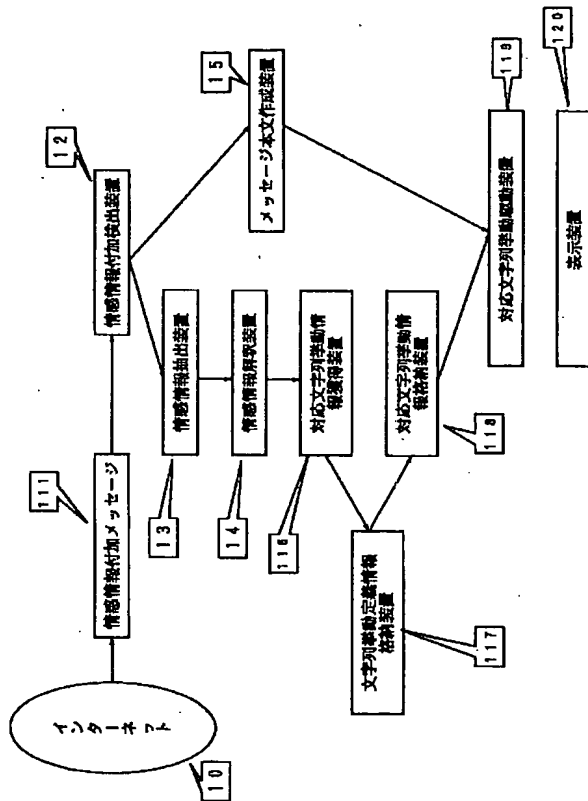 インターネット
10
情感情報付加メッセージ
111
情感情報付加検出装置
12
情感情報抽出装置
13
情感情報解釈装置
14
対応文字列挙動情
報獲得装置
116
文字列挙動定義情報
格納装置
117
対応文字列挙動情
報格納装置
118
メッセージ本文作成装置
15
対応文字列挙動駆動装置
119
表示装置
120